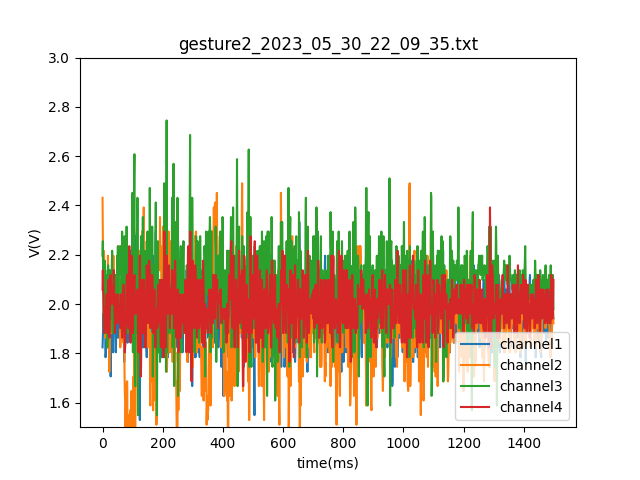 gesture2_2023_05_30_22_09_35.txt
3.0
2.8
2.6
2.4
2.2
2.0
1.8
1.6
V(V)
0 200 400 600 800 1000 1200 1400
time(ms)
channel1
channel2
channel3
channel4